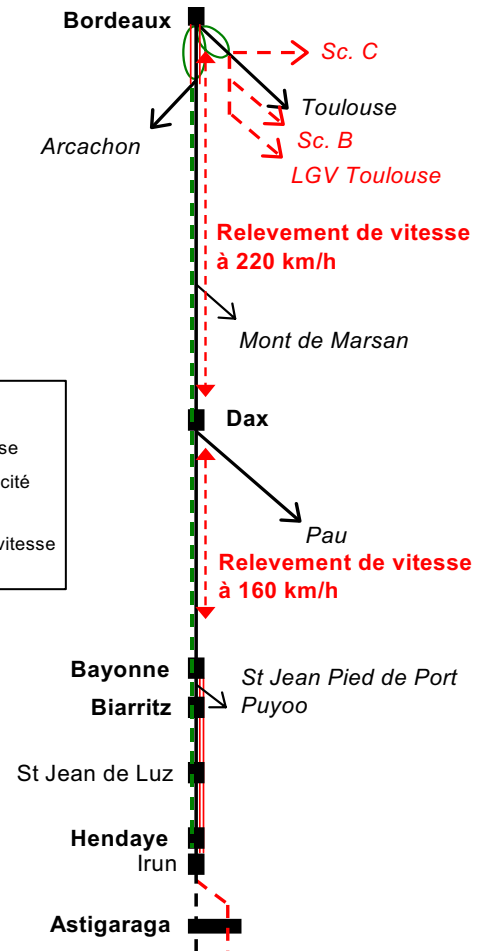 Bordeaux
Sc. C
Toulouse
Arcachon
Sc. B
LGV Toulouse
Relevement de vitesse
à 220 km/h
Mont de Marsan
Dax
Pau
Relevement de vitesse
à 160 km/h
vitesse
Bayonne
St Jean Pied de Port
Biarritz
Puyoo
St Jean de Luz
Hendaye
Irun
Astigaraga